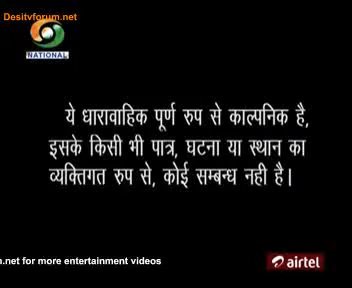 Desitvforum.net
NATIONAL
ये धारावाहिक पूर्ण रुप से काल्पनिक है,
इसके किसी भी पात्र, घटना या स्थान का
व्यक्तिगत रुप से, कोई सम्बन्ध नही है।
n.net for more entertainment videos
airtel